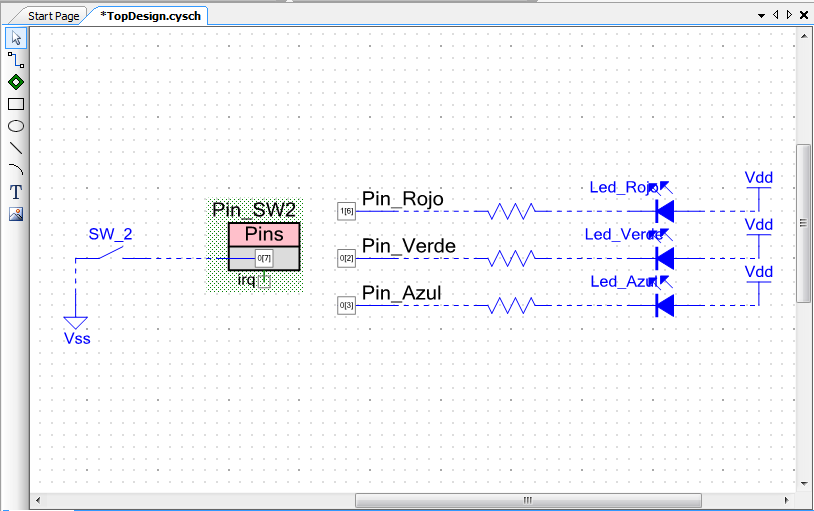 Start Page
*TopDesign.cysch
T
Pin_SW2
Pins
0[7]
irq
SW_2
Vss
Pin_Rojo
1[6]
Led_Rojo
Vdd
Pin_Verde
0[2]
Led_Verde
Vdd
Pin_Azul
0[3]
Led_Azul
Vdd